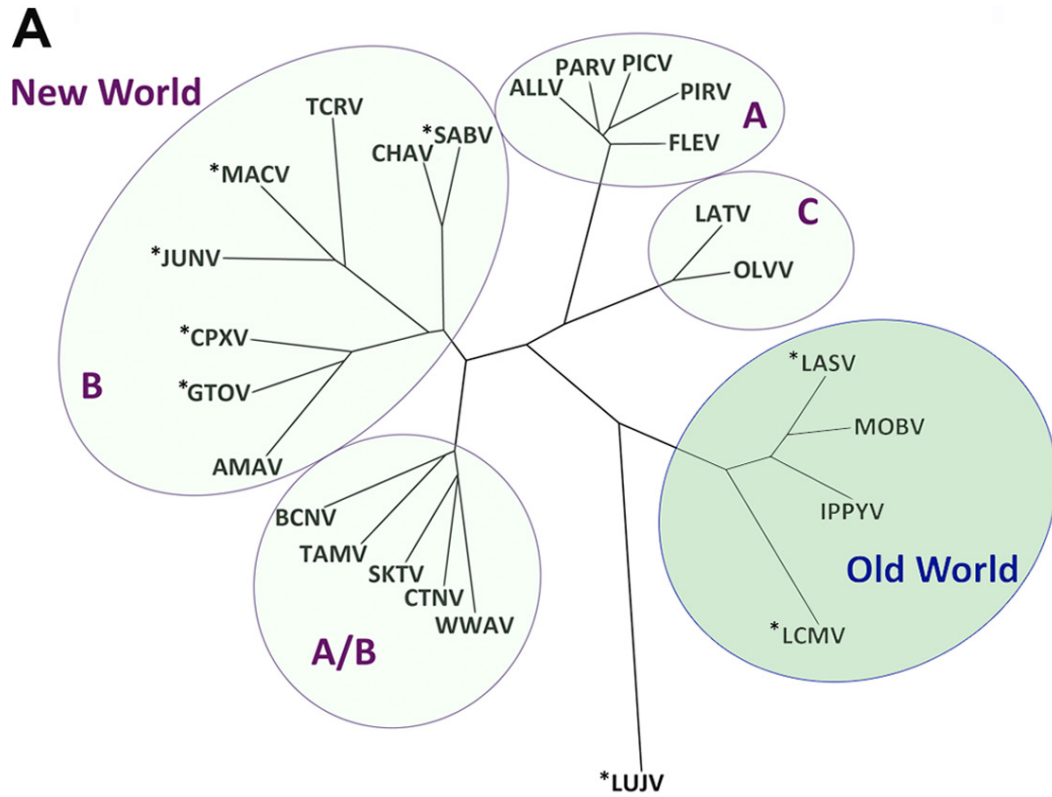 A
New World
TCRV
*SABV
CHAV
*MACV
*JUNV
*CPXV
*GTOV
B
AMAV
PARV
PICV
ALLV
PIRV
A
FLEV
LATV
C
OLVV
*LASV
MOBV
IPPYV
Old World
*LCMV
BCNV
TAMV
SKTV
CTNV
WWAV
A/B
*LUJV